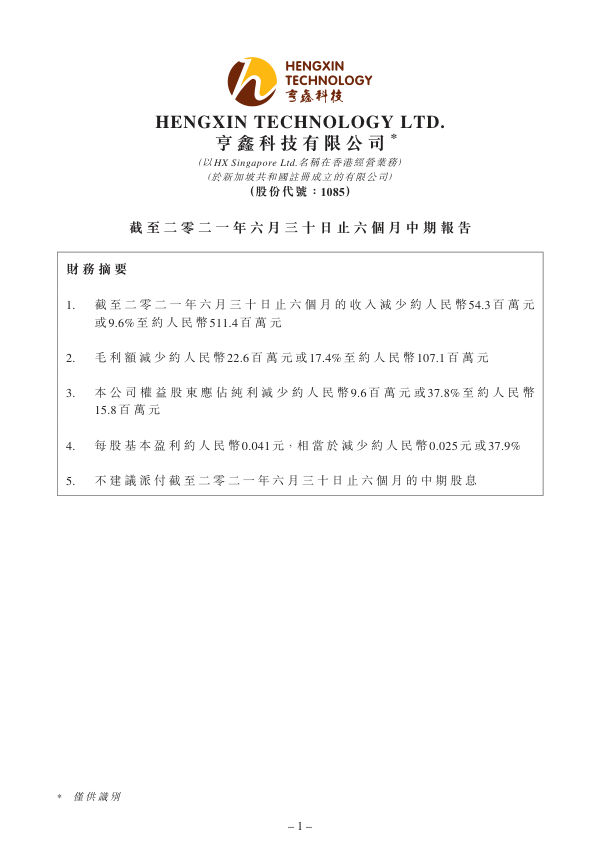 HENGXIN
TECHNOLOGY
亨鑫科技
HENGXIN TECHNOLOGY LTD.
亨鑫科技有限公司*
(以HX Singapore Ltd.名稱在香港經營業務)
(於新加坡共和國註冊成立的有限公司)
(股份代號：1085)
截至二零二一年六月三十日止六個月中期報告
財務摘要
1. 截至二零二一年六月三十日止六個月的收入減少約人民幣54.3百萬元
或9.6%至約人民幣511.4百萬元
2. 毛利額減少約人民幣22.6百萬元或17.4%至約人民幣107.1百萬元
3. 本公司權益股東應佔純利減少約人民幣9.6百萬元或37.8%至約人民幣
15.8百萬元
4. 每股基本盈利約人民幣0.041元，相當於減少約人民幣0.025元或37.9%
5. 不建議派付截至二零二一年六月三十日止六個月的中期股息
* 僅供識別
– 1 –